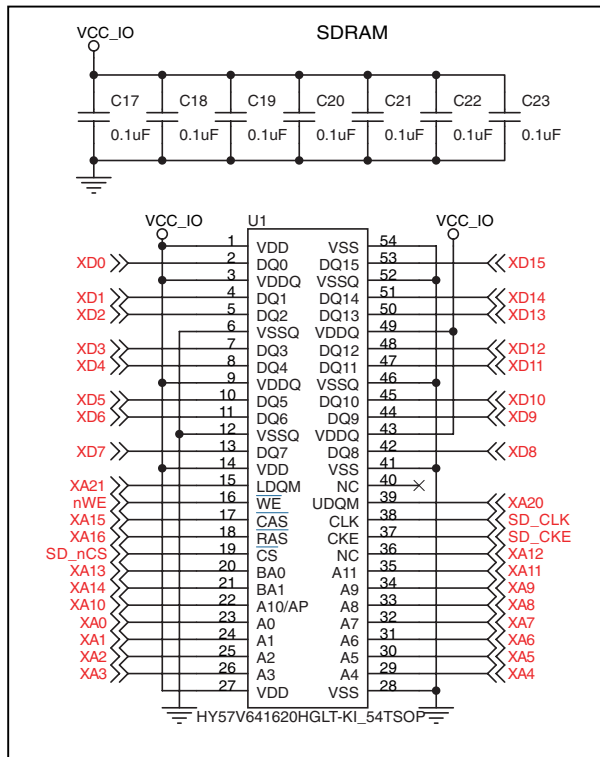 SDRAM
VCC_IO
C17 C18 C19 C20 C21 C22 C23
0.1uF 0.1uF 0.1uF 0.1uF 0.1uF 0.1uF 0.1uF
U1
VCC_IO VCC_IO
1 VDD VSS 54
XD0 2 DQ0 DQ15 53 XD15
3 VDDQ VSSQ 52
XD1 4 DQ1 DQ14 51 XD14
XD2 5 DQ2 DQ13 50 XD13
6 VSSQ VDDQ 49
XD3 7 DQ3 DQ12 48 XD12
XD4 8 DQ4 DQ11 47 XD11
9 VDDQ VSSQ 46
XD5 10 DQ5 DQ10 45 XD10
XD6 11 DQ6 DQ9 44 XD9
12 VSSQ VDDQ 43
XD7 13 DQ7 DQ8 42 XD8
14 VDD VSS 41
XA21 15 LDQM NC 40
nWE 16 WE UDQM 39 XA20
XA15 17 CAS CLK 38 SD_CLK
XA16 18 RAS CKE 37 SD_CKE
SD_nCS 19 CS NC 36 XA12
XA13 20 BA0 A11 35 XA11
XA14 21 BA1 A9 34 XA9
XA10 22 A10/AP A8 33 XA8
XA0 23 A0 A7 32 XA7
XA1 24 A1 A6 31 XA6
XA2 25 A2 A5 30 XA5
XA3 26 A3 A4 29 XA4
27 VDD VSS 28
HY57V641620HGLT-KI_54TSOP